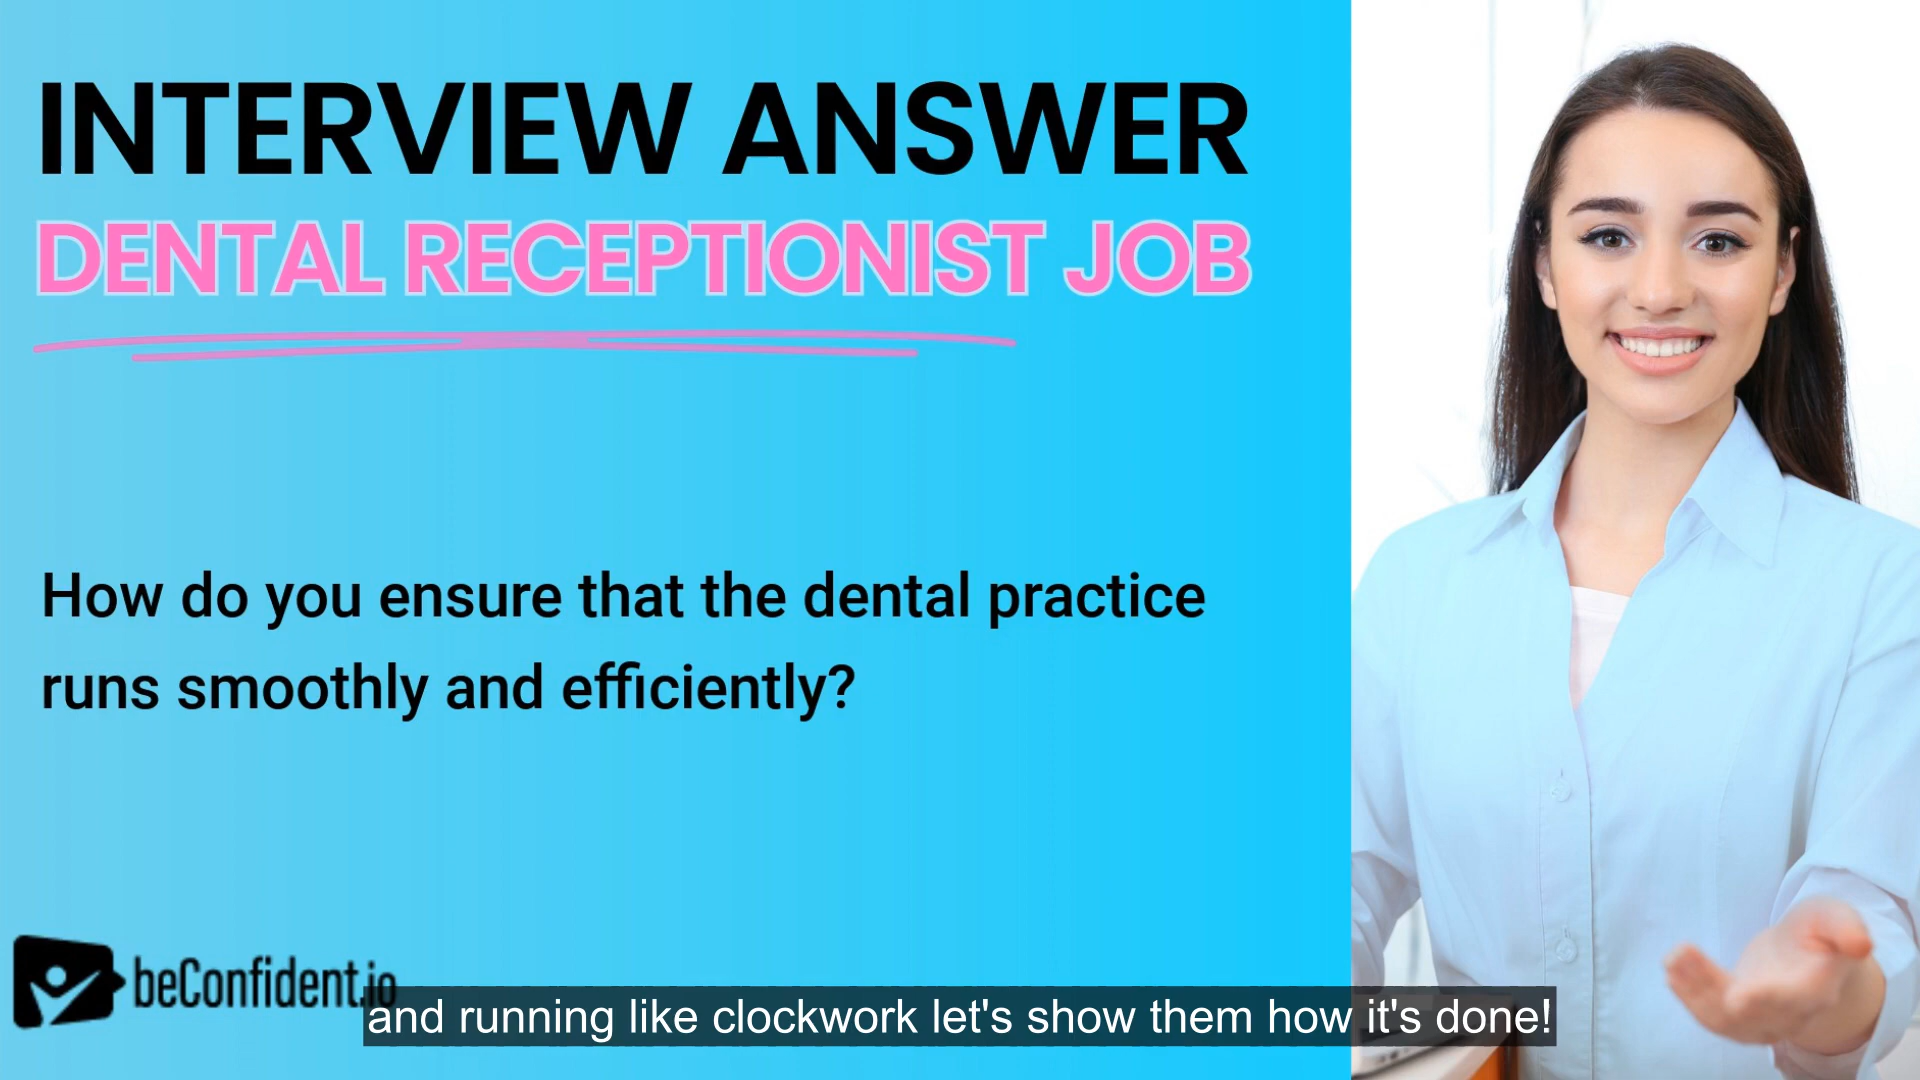 INTERVIEW ANSWER
DENTAL RECEPTIONIST JOB
How do you ensure that the dental practice
runs smoothly and efficiently?
beConfident.io
and running like clockwork let's show them how it's done!